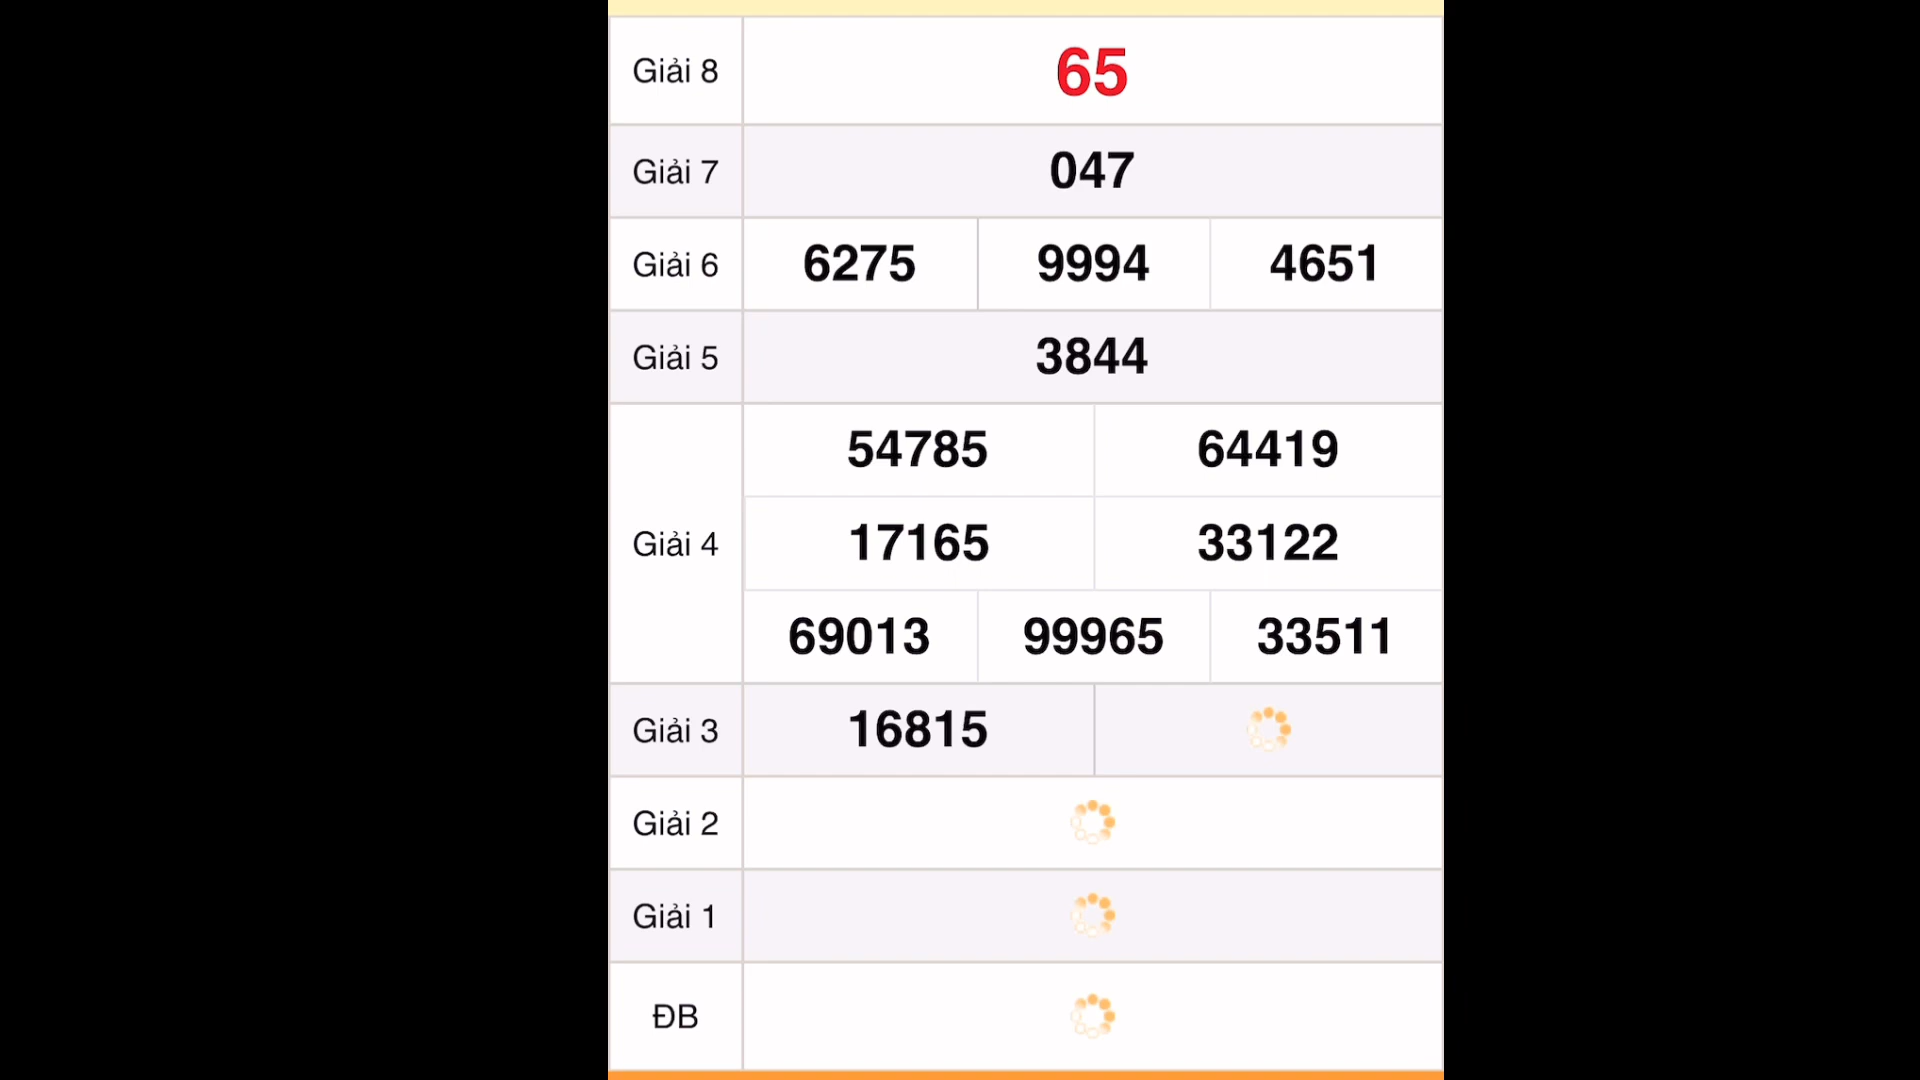 Giải 8 65
Giải 7 047
Giải 6 6275 9994 4651
Giải 5 3844
54785 64419
Giải 4 17165 33122
69013 99965 33511
Giải 3 16815
Giải 2
Giải 1
ĐB